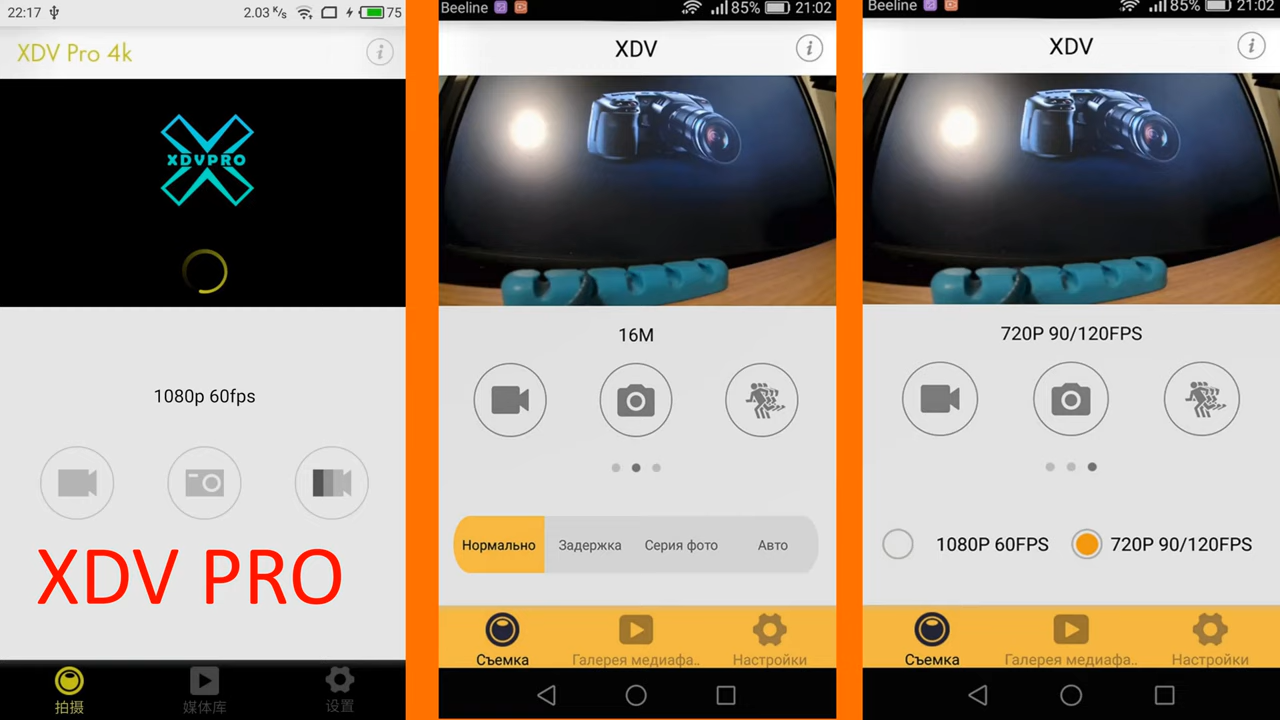 22:17 2.03 K/s 75
XDV Pro 4k
XDVPRO
1080p 60fps
XDV PRO
拍摄 媒体库 设置
Beeline 85% 21:02
XDV
16M
Нормально Задержка Серия фото Авто
Съемка Галерея медиафа.. Настройки
Beeline 85% 21:02
XDV
720P 90/120FPS
1080P 60FPS 720P 90/120FPS
Съемка Галерея медиафа.. Настройки